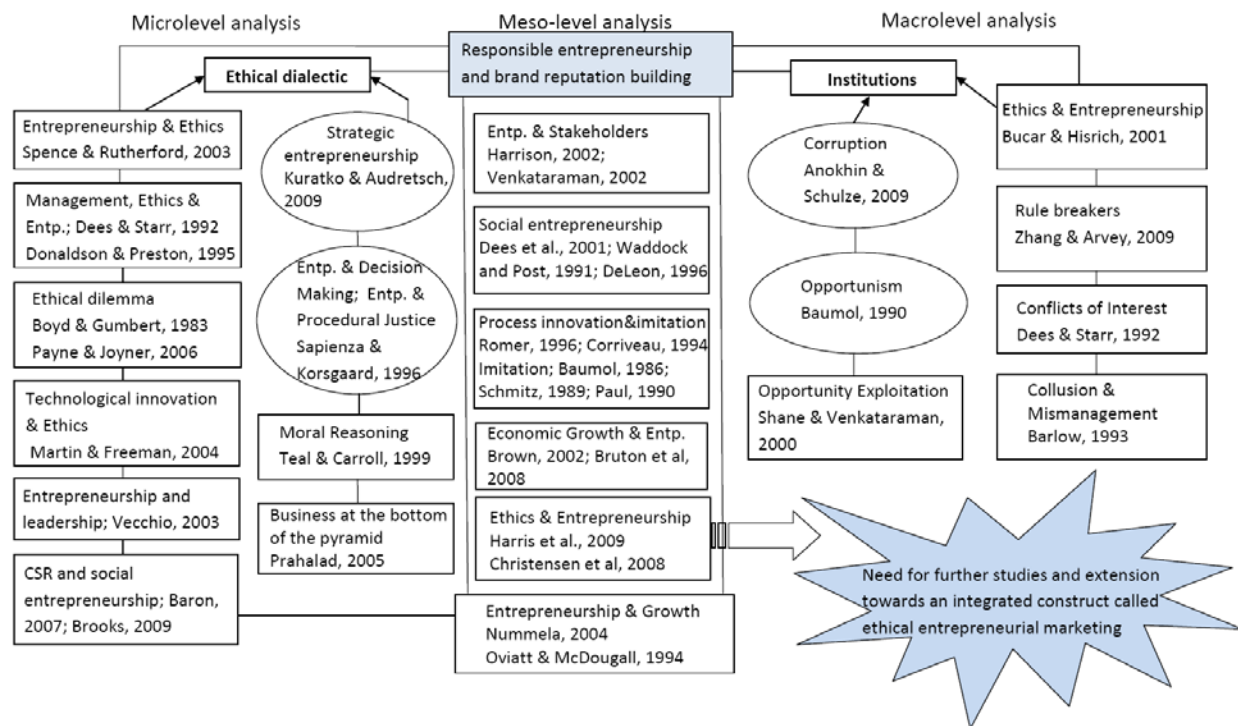 Microlevel analysis
Meso-level analysis
Macrolevel analysis
Responsible entrepreneurship
and brand reputation building
Ethical dialectic
Institutions
Entrepreneurship & Ethics
Spence & Rutherford, 2003
Management, Ethics &
Entp.; Dees & Starr, 1992
Donaldson & Preston, 1995
Ethical dilemma
Boyd & Gumbert, 1983
Payne & Joyner, 2006
Technological innovation
& Ethics
Martin & Freeman, 2004
Entrepreneurship and
leadership; Vecchio, 2003
CSR and social
entrepreneurship; Baron,
2007; Brooks, 2009
Strategic
entrepreneurship
Kuratko & Audretsch,
2009
Entp. & Decision
Making; Entp. &
Procedural Justice
Sapienza &
Korsgaard, 1996
Moral Reasoning
Teal & Carroll, 1999
Business at the bottom
of the pyramid
Prahalad, 2005
Entp. & Stakeholders
Harrison, 2002;
Venkataraman, 2002
Social entrepreneurship
Dees et al., 2001; Waddock
and Post, 1991; DeLeon, 1996
Process innovation&imitation
Romer, 1996; Corriveau, 1994
Imitation; Baumol, 1986;
Schmitz, 1989; Paul, 1990
Economic Growth & Entp.
Brown, 2002; Bruton et al,
2008
Ethics & Entrepreneurship
Harris et al., 2009
Christensen et al, 2008
Entrepreneurship & Growth
Nummela, 2004
Oviatt & McDougall, 1994
Corruption
Anokhin &
Schulze, 2009
Opportunism
Baumol, 1990
Opportunity Exploitation
Shane & Venkataraman,
2000
Ethics & Entrepreneurship
Bucar & Hisrich, 2001
Rule breakers
Zhang & Arvey, 2009
Conflicts of Interest
Dees & Starr, 1992
Collusion &
Mismanagement
Barlow, 1993
Need for further studies and extension
towards an integrated construct called
ethical entrepreneurial marketing